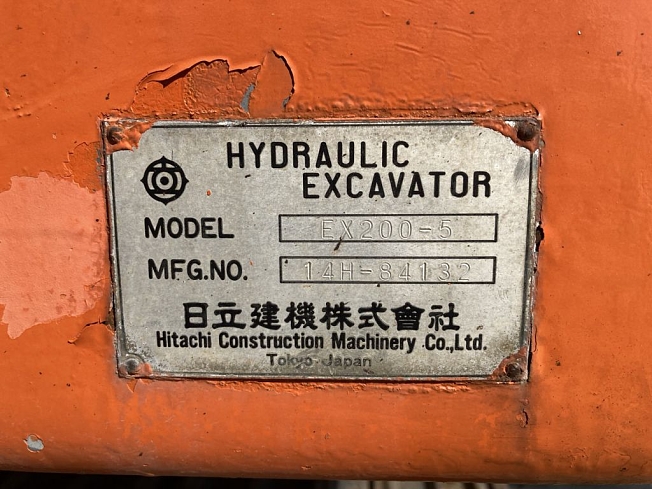 HYDRAULIC
EXCAVATOR
MODEL EX200-5
MFG.NO. 14H-84132
日立建機株式會社
Hitachi Construction Machinery Co.,Ltd.
Tokyo Japan